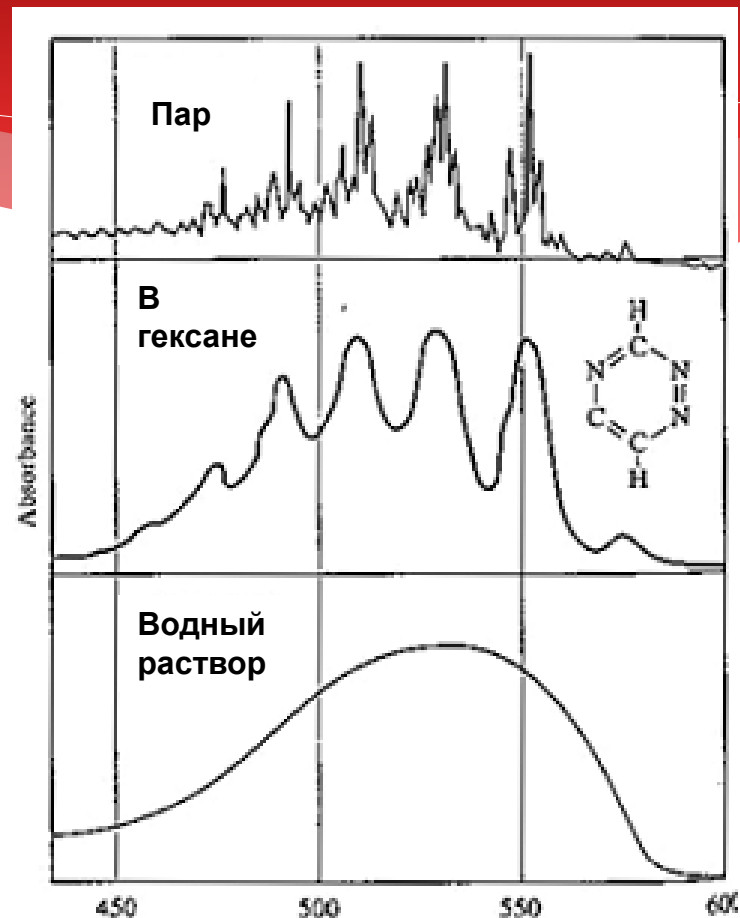 Пар
В
гексане
H
C
N
N
N
C
C
H
Absorbance
Водный
раствор
450
500
550
600